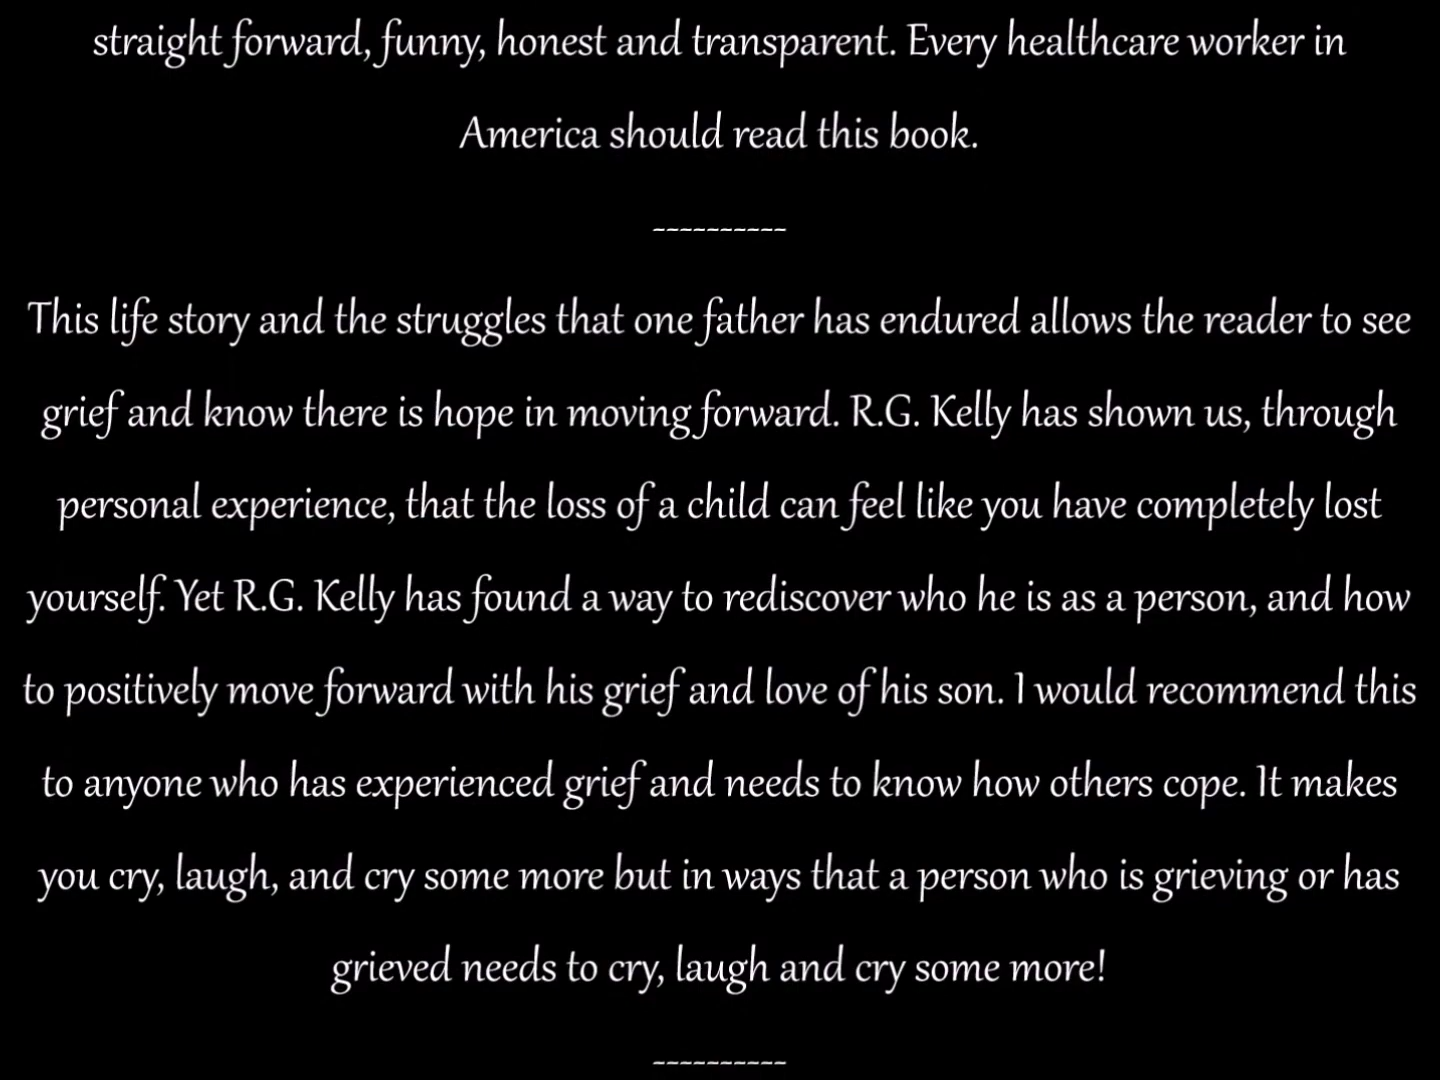 straight forward, funny, honest and transparent. Every healthcare worker in
America should read this book.
~~~~~~~~~~
This life story and the struggles that one father has endured allows the reader to see
grief and know there is hope in moving forward. R.G. Kelly has shown us, through
personal experience, that the loss of a child can feel like you have completely lost
yourself. Yet R.G. Kelly has found a way to rediscover who he is as a person, and how
to positively move forward with his grief and love of his son. I would recommend this
to anyone who has experienced grief and needs to know how others cope. It makes
you cry, laugh, and cry some more but in ways that a person who is grieving or has
grieved needs to cry, laugh and cry some more!
~~~~~~~~~~